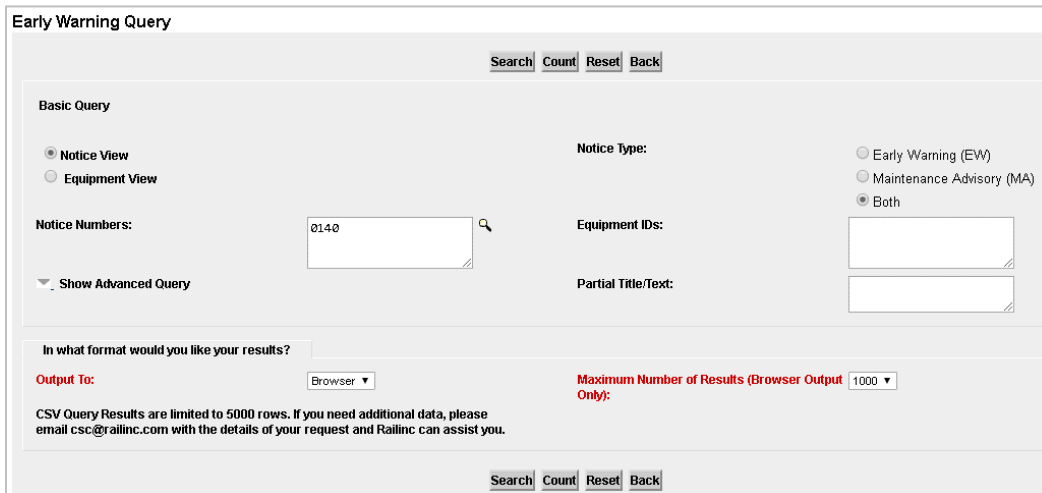 Early Warning Query
Search Count Reset Back
Basic Query
Notice View
Equipment View
Notice Type:
Early Warning (EW)
Maintenance Advisory (MA)
Both
Notice Numbers:
0140
Equipment IDs:
Show Advanced Query
Partial Title/Text:
In what format would you like your results?
Output To:
Browser
Maximum Number of Results (Browser Output
Only):
1000
CSV Query Results are limited to 5000 rows. If you need additional data, please
email csc@railinc.com with the details of your request and Railinc can assist you.
Search Count Reset Back